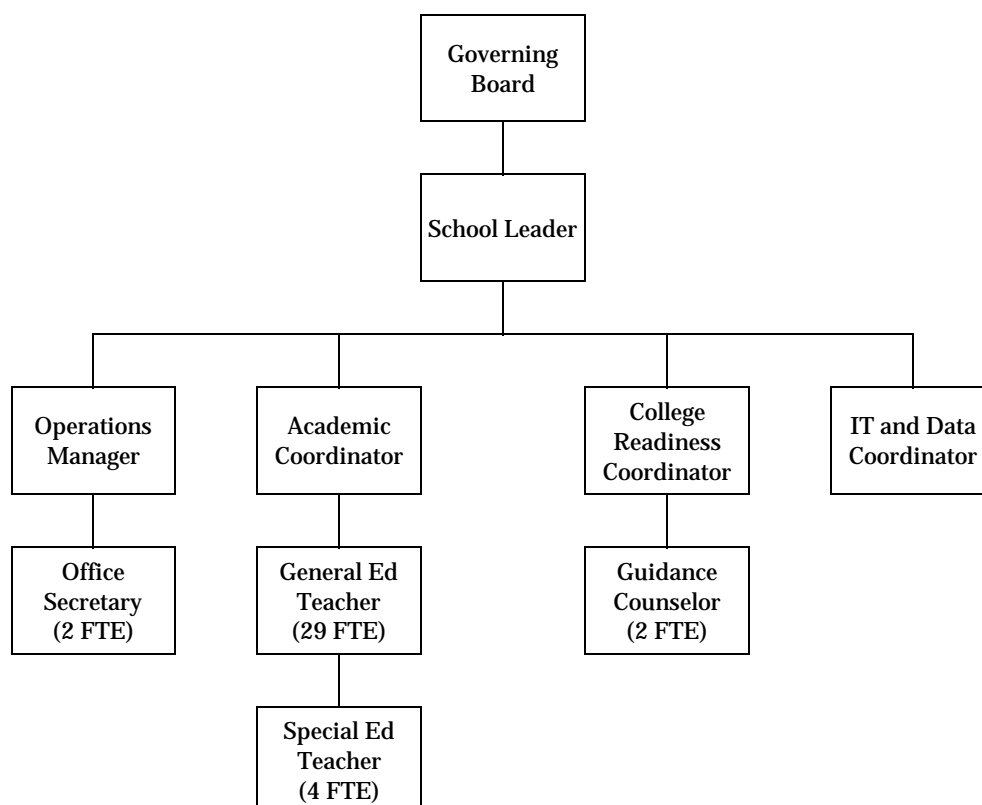 Governing
Board
School Leader
Operations
Manager
Academic
Coordinator
College
Readiness
Coordinator
IT and Data
Coordinator
Office
Secretary
(2 FTE)
General Ed
Teacher
(29 FTE)
Guidance
Counselor
(2 FTE)
Special Ed
Teacher
(4 FTE)